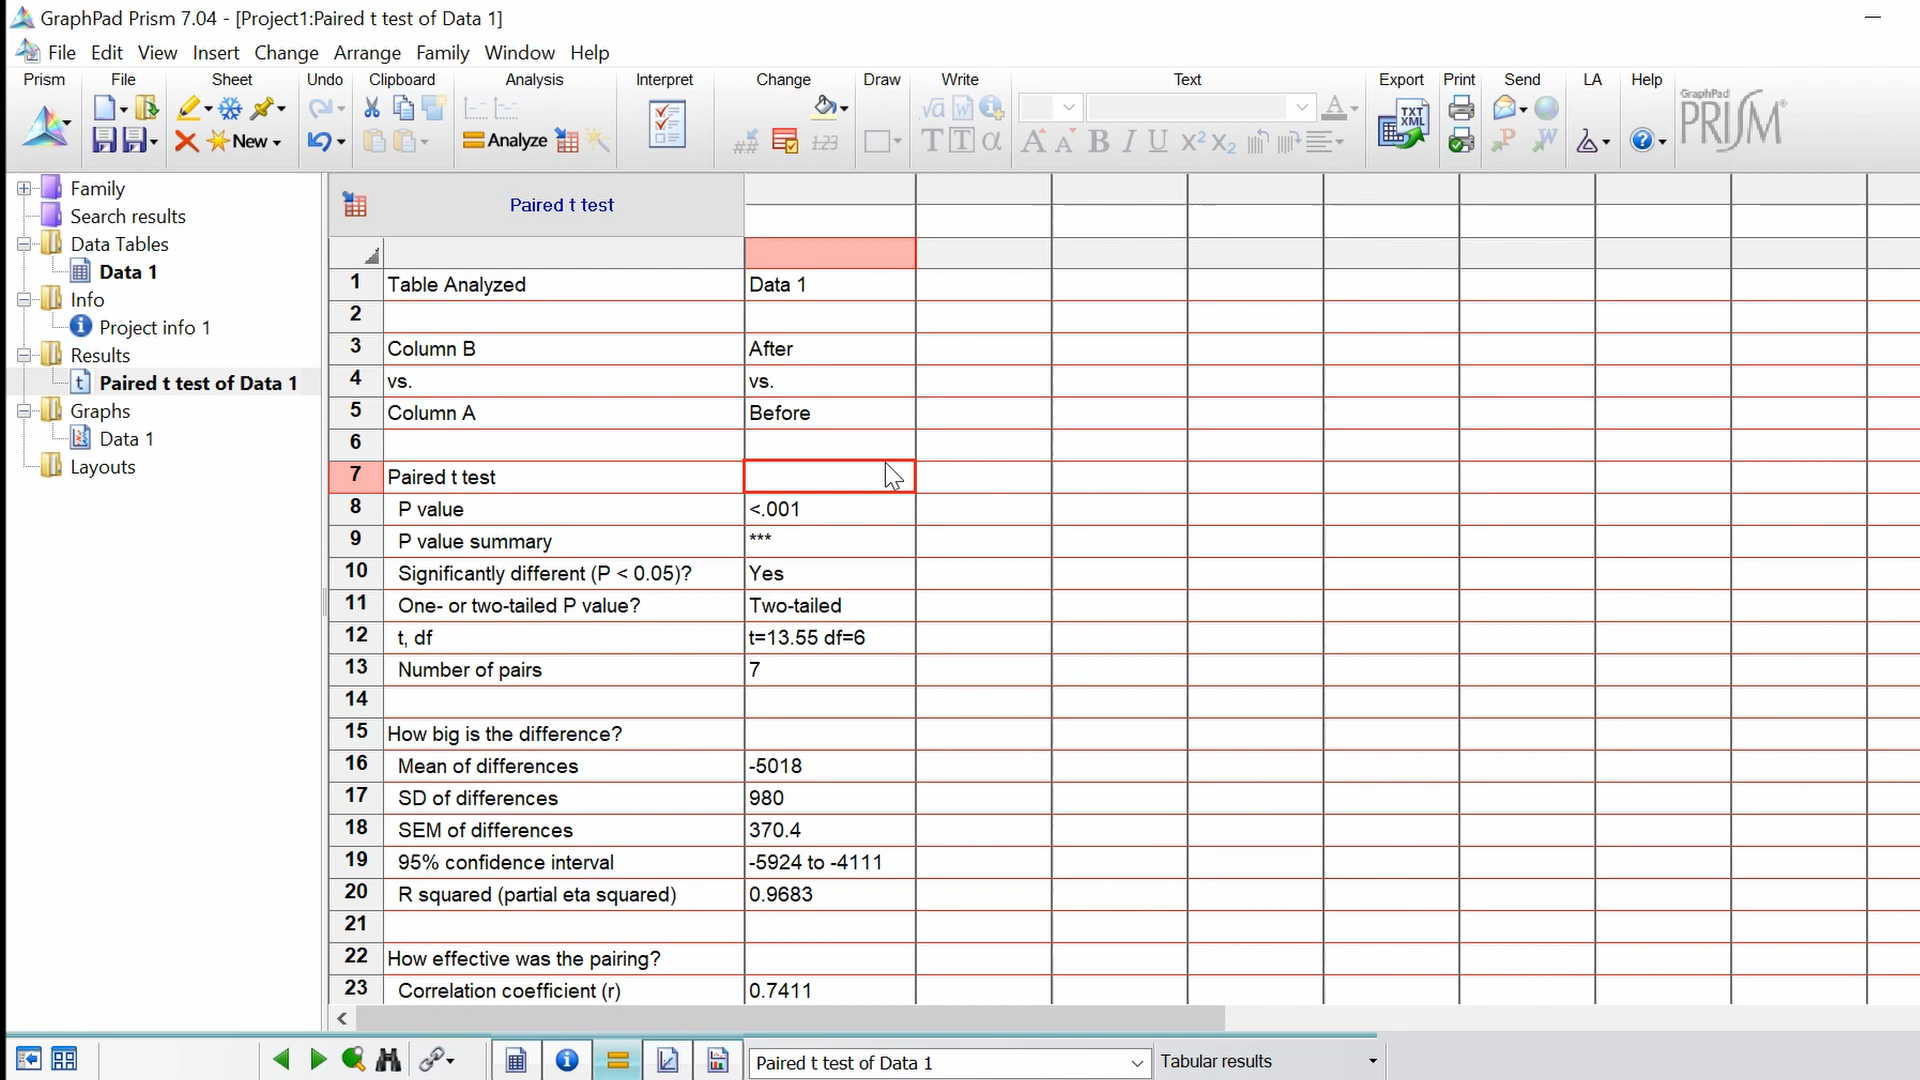 GraphPad Prism 7.04 - [Project1:Paired t test of Data 1]
File Edit View Insert Change Arrange Family Window Help
Prism File Sheet Undo Clipboard Analysis Interpret Change Draw Write Text Export Print Send LA Help
New
Analyze
123
TXT
XML
GraphPad
PRISM
Family
Search results
Data Tables
Data 1
Info
Project info 1
Results
Paired t test of Data 1
Graphs
Data 1
Layouts
Paired t test
1 Table Analyzed Data 1
2
3 Column B After
4 vs. vs.
5 Column A Before
6
7 Paired t test
8 P value <.001
9 P value summary ***
10 Significantly different (P < 0.05)? Yes
11 One- or two-tailed P value? Two-tailed
12 t, df t=13.55 df=6
13 Number of pairs 7
14
15 How big is the difference?
16 Mean of differences -5018
17 SD of differences 980
18 SEM of differences 370.4
19 95% confidence interval -5924 to -4111
20 R squared (partial eta squared) 0.9683
21
22 How effective was the pairing?
23 Correlation coefficient (r) 0.7411
Paired t test of Data 1
Tabular results